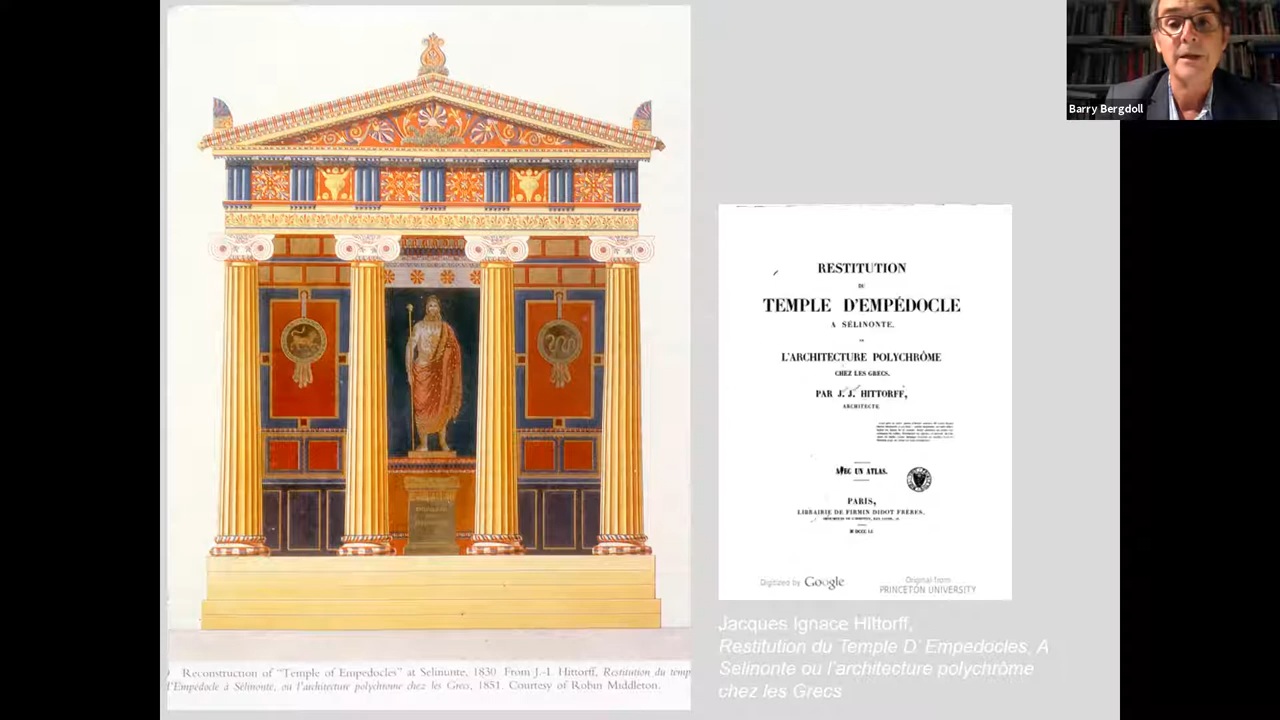 Barry Bergdoll
RESTITUTION
DU
TEMPLE D'EMPÉDOCLE
A SÉLINONTE,
L'ARCHITECTURE POLYCHRÔME
CHEZ LES GRECS,
PAR J. J. HITTORFF,
ARCHITECTE
AVEC UN ATLAS.
PARIS,
LIBRAIRIE DE FIRMIN DIDOT FRÈRES,
M DCCC LI
Digitized by Google
Original from
PRINCETON UNIVERSITY
Jacques Ignace Hittorff,
Restitution du Temple D' Empedocles, A
Selinonte ou l'architecture polychrôme
chez les Grecs
Reconstruction of "Temple of Empedocles" at Selinunte, 1830. From J.-I. Hittorff, Restitution du temp
l'Empédocle à Sélinonte, ou l'architecture polychrome chez les Grecs, 1851. Courtesy of Robin Middleton.